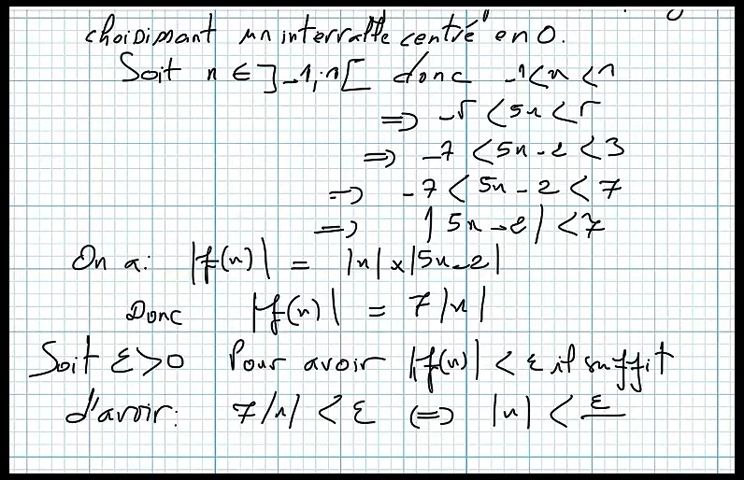 choisissant un intervalle centré en 0.
Soit x ∈ ]-1;1[ donc -1<x<1
=> -5 <5x <5
=> -7 <5x-2 <3
=> -7 < 5x-2 < 7
=> |5x-2| <7
On a: |f(x)| = |x|×|5x-2|
Donc |f(x)| = 7|x|
Soit ε>0 Pour avoir |f(x)| < ε il suffit
d'avoir: 7|x| < ε <=> |x| < ε